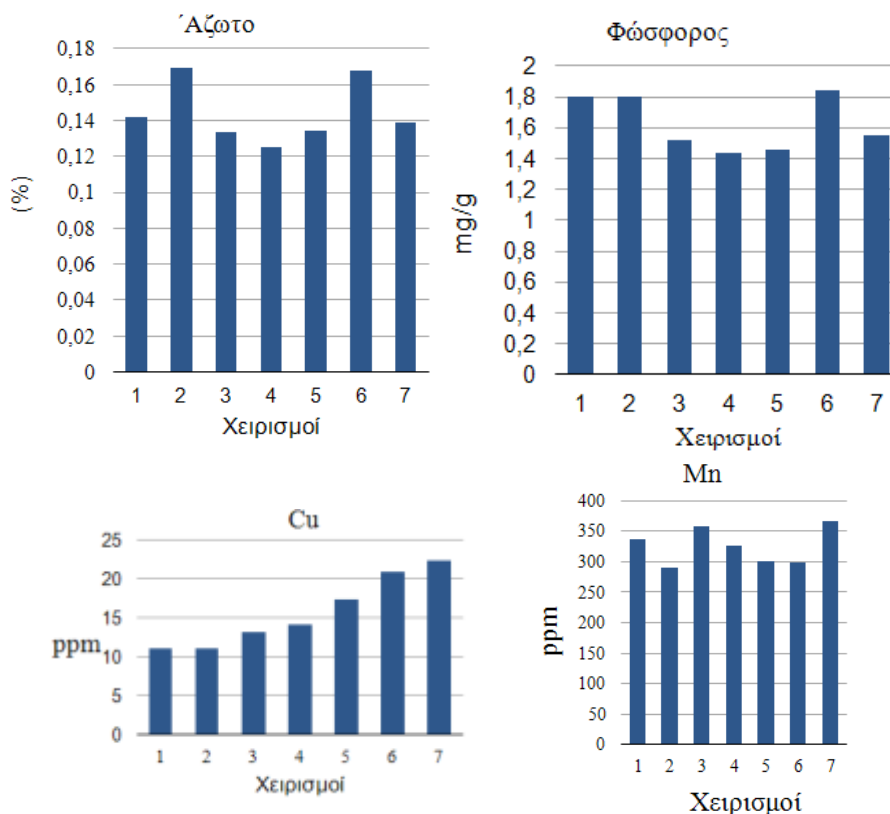 Άζωτο
0,18
0,16
0,14
0,12
0,1
0,08
0,06
0,04
0,02
0
(%)
1 2 3 4 5 6 7
Χειρισμοί
Φώσφορος
2
1,8
1,6
1,4
1,2
1
0,8
0,6
0,4
0,2
0
mg/g
1 2 3 4 5 6 7
Χειρισμοί
Cu
25
20
15
10
5
0
ppm
1 2 3 4 5 6 7
Χειρισμοί
Mn
400
350
300
250
200
150
100
50
0
ppm
1 2 3 4 5 6 7
Χειρισμοί